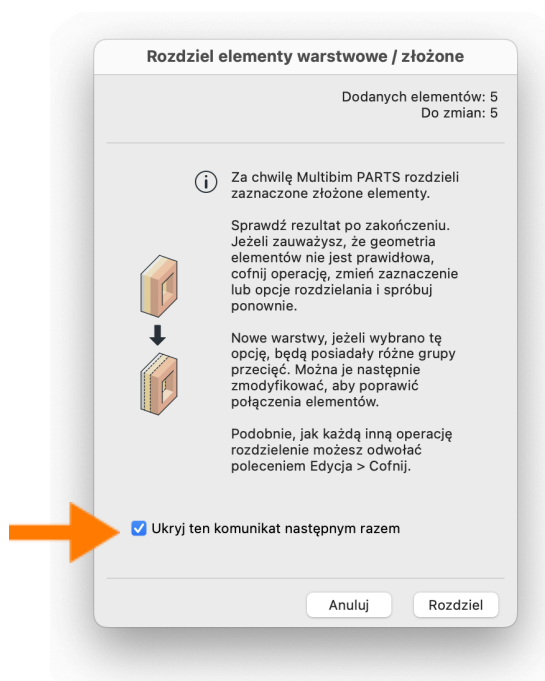 Rozdziel elementy warstwowe / złożone
Dodanych elementów: 5
Do zmian: 5
Za chwilę Multibim PARTS rozdzieli
zaznaczone złożone elementy.
Sprawdź rezultat po zakończeniu.
Jeżeli zauważysz, że geometria
elementów nie jest prawidłowa,
cofnij operację, zmień zaznaczenie
lub opcje rozdzielania i spróbuj
ponownie.
Nowe warstwy, jeżeli wybrano tę
opcję, będą posiadały różne grupy
przecięć. Można je następnie
zmodyfikować, aby poprawić
połączenia elementów.
Podobnie, jak każdą inną operację
rozdzielenie możesz odwołać
poleceniem Edycja > Cofnij.
Ukryj ten komunikat następnym razem
Anuluj
Rozdziel